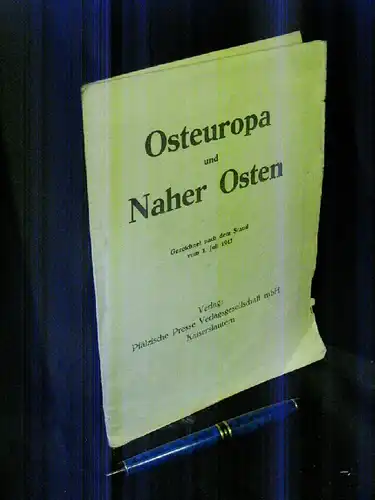 Osteuropa
und
Naher Osten
Gezeichnet nach dem Stand
vom 1. Juli 1942
Verlag:
Pfälzische Presse Verlagsgesellschaft mbH
Kaiserslautern